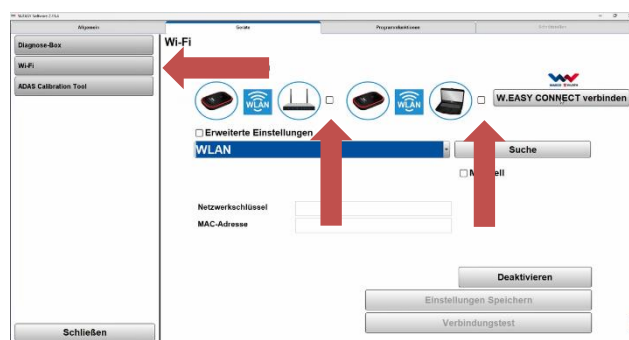 Allgemein
Geräte
Programmfunktionen
Diagnose-Box
Wi-Fi
ADAS Calibration Tool
Wi-Fi
WLAN
WLAN
W.EASY CONNECT verbinden
Erweiterte Einstellungen
WLAN
Suche
Netzwerkschlüssel
MAC-Adresse
Deaktivieren
Einstellungen Speichern
Verbindungstest
Schließen